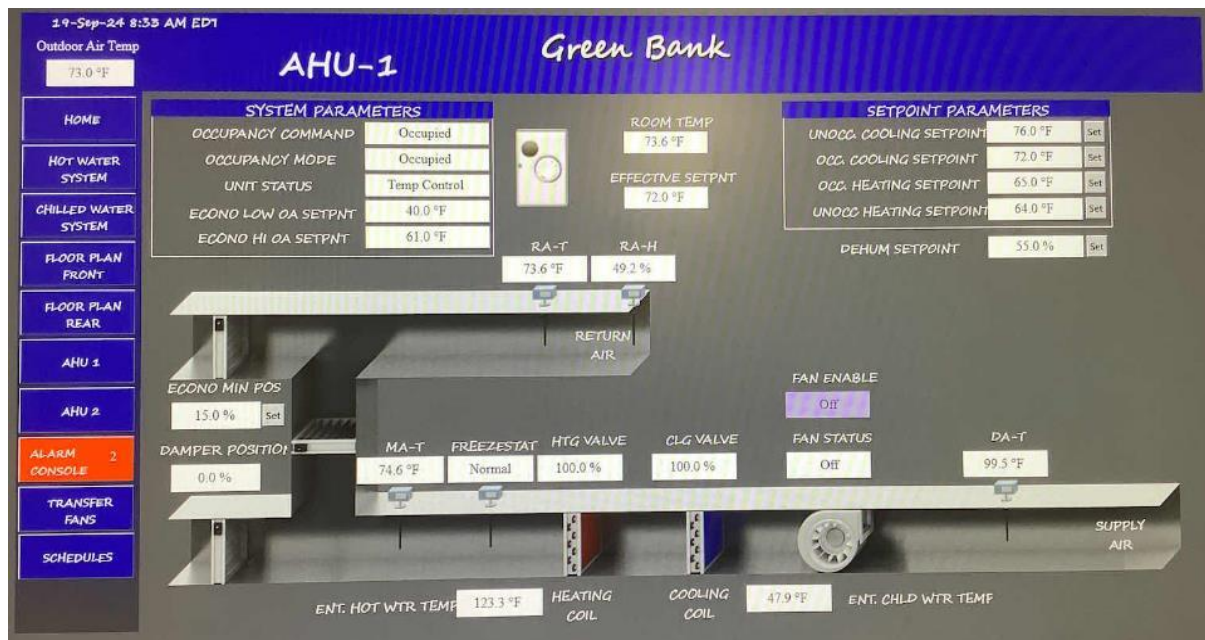 19-Sep-24 8:33 AM EDT
Outdoor Air Temp
73.0 °F
AHU-1
Green Bank
HOME
HOT WATER
SYSTEM
CHILLED WATER
SYSTEM
FLOOR PLAN
FRONT
FLOOR PLAN
REAR
AHU 1
AHU 2
ALARM
CONSOLE 2
TRANSFER
FANS
SCHEDULES
SYSTEM PARAMETERS
OCCUPANCY COMMAND Occupied
OCCUPANCY MODE Occupied
UNIT STATUS Temp Control
ECONO LOW OA SETPNT 40.0 °F
ECONO HI OA SETPNT 61.0 °F
ROOM TEMP
73.6 °F
EFFECTIVE SETPNT
72.0 °F
SETPOINT PARAMETERS
UNOCC. COOLING SETPOINT 76.0 °F Set
OCC. COOLING SETPOINT 72.0 °F Set
OCC. HEATING SETPOINT 65.0 °F Set
UNOCC HEATING SETPOINT 64.0 °F Set
DEHUM SETPOINT 55.0 % Set
RA-T RA-H
73.6 °F 49.2 %
RETURN
AIR
ECONO MIN POS
15.0 % Set
DAMPER POSITION
0.0 %
MA-T FREEZESTAT HTG VALVE CLG VALVE
74.6 °F Normal 100.0 % 100.0 %
FAN ENABLE
Off
FAN STATUS
Off
DA-T
99.5 °F
SUPPLY
AIR
ENT. HOT WTR TEMP 123.3 °F
HEATING
COIL
COOLING
COIL
47.9 °F ENT. CHLD WTR TEMP